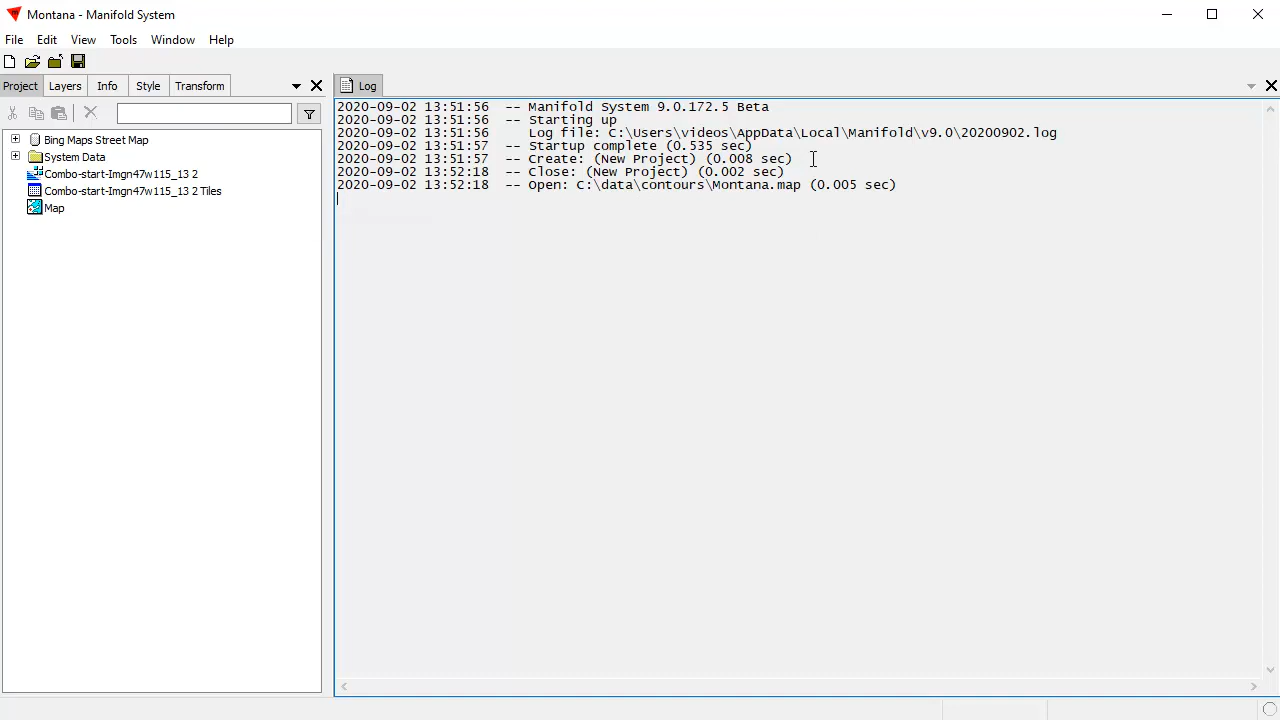 Montana - Manifold System
File Edit View Tools Window Help
Project Layers Info Style Transform
Log
Bing Maps Street Map
System Data
Combo-start-Imgn47w115_13 2
Combo-start-Imgn47w115_13 2 Tiles
Map
2020-09-02 13:51:56 -- Manifold System 9.0.172.5 Beta
2020-09-02 13:51:56 -- Starting up
2020-09-02 13:51:56 Log file: C:\Users\videos\AppData\Local\Manifold\v9.0\20200902.log
2020-09-02 13:51:57 -- Startup complete (0.535 sec)
2020-09-02 13:51:57 -- Create: (New Project) (0.008 sec)
2020-09-02 13:52:18 -- Close: (New Project) (0.002 sec)
2020-09-02 13:52:18 -- Open: C:\data\contours\Montana.map (0.005 sec)